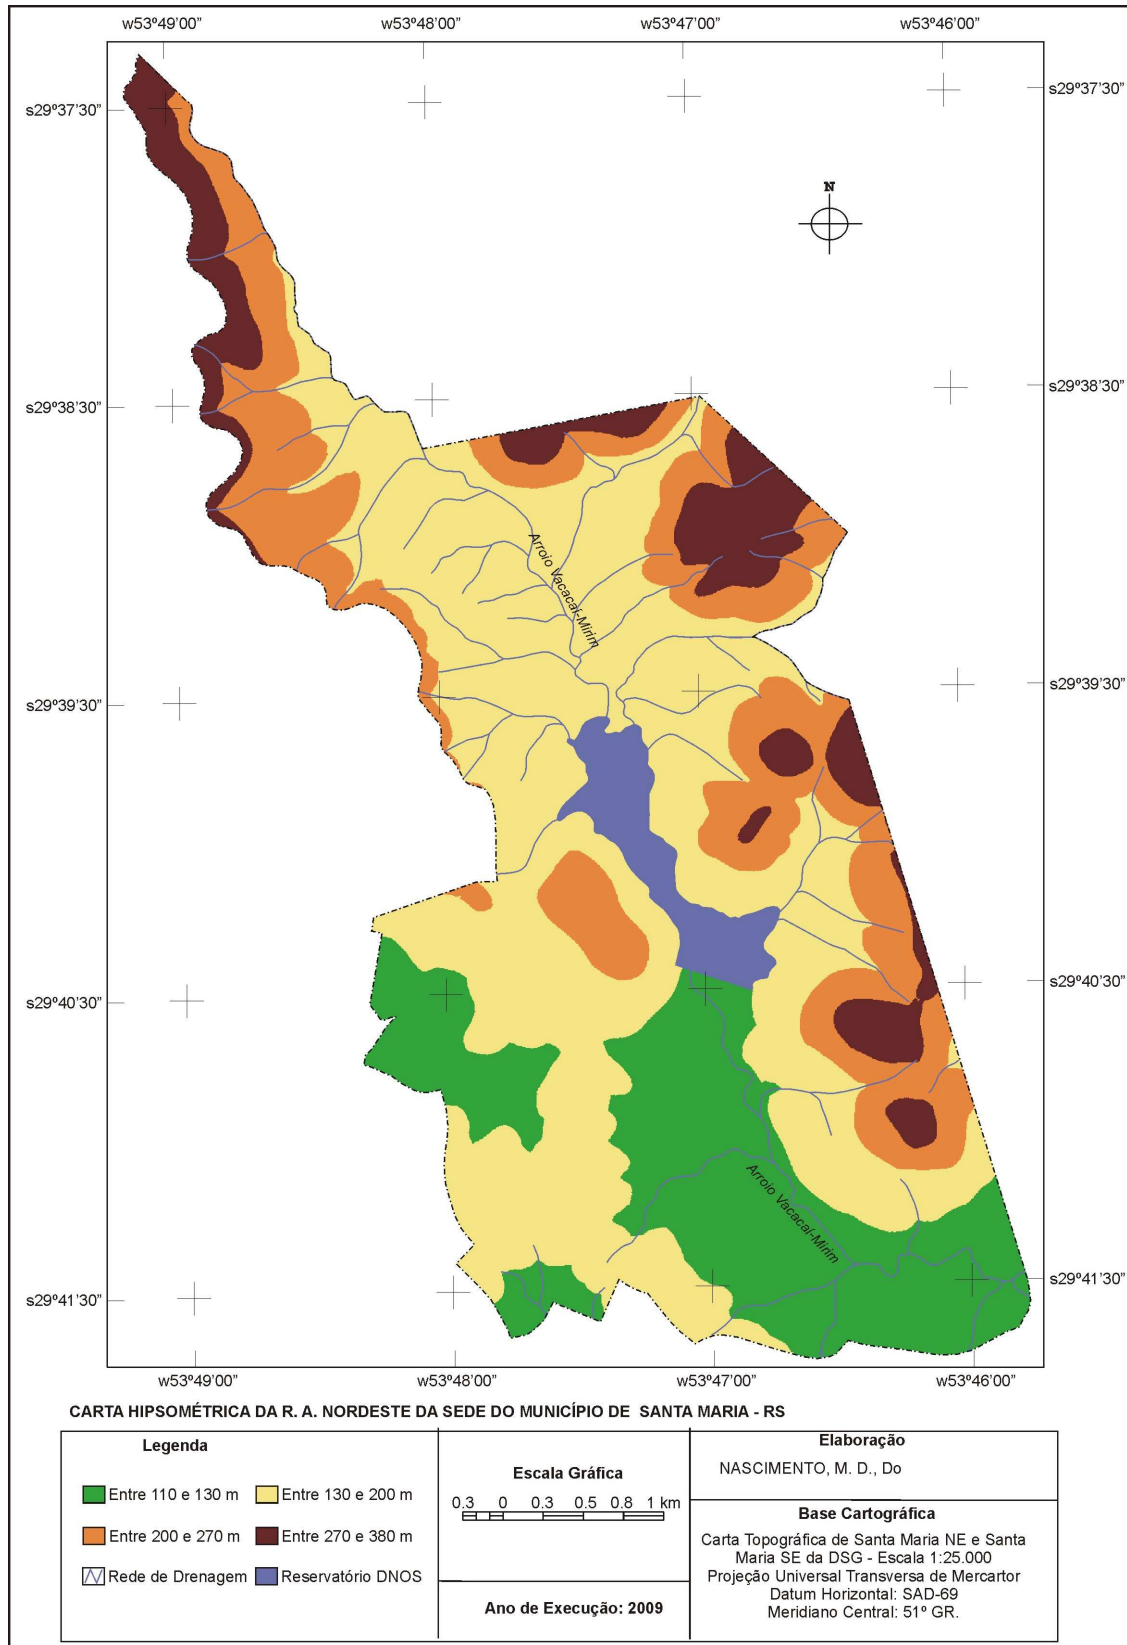 w53º49'00" w53º48'00" w53º47'00" w53º46'00"
s29º37'30" s29º37'30"
N
s29º38'30" s29º38'30"
Arroio Vacacaí-Mirim
s29º39'30" s29º39'30"
s29º40'30" s29º40'30"
Arroio Vacacaí-Mirim
s29º41'30" s29º41'30"
w53º49'00" w53º48'00" w53º47'00" w53º46'00"
CARTA HIPSOMÉTRICA DA R. A. NORDESTE DA SEDE DO MUNICÍPIO DE SANTA MARIA - RS
Legenda
Entre 110 e 130 m Entre 130 e 200 m
Entre 200 e 270 m Entre 270 e 380 m
Rede de Drenagem Reservatório DNOS
Escala Gráfica
0.3 0 0.3 0.5 0.8 1 km
Ano de Execução: 2009
Elaboração
NASCIMENTO, M. D., Do
Base Cartográfica
Carta Topográfica de Santa Maria NE e Santa
Maria SE da DSG - Escala 1:25.000
Projeção Universal Transversa de Mercartor
Datum Horizontal: SAD-69
Meridiano Central: 51º GR.